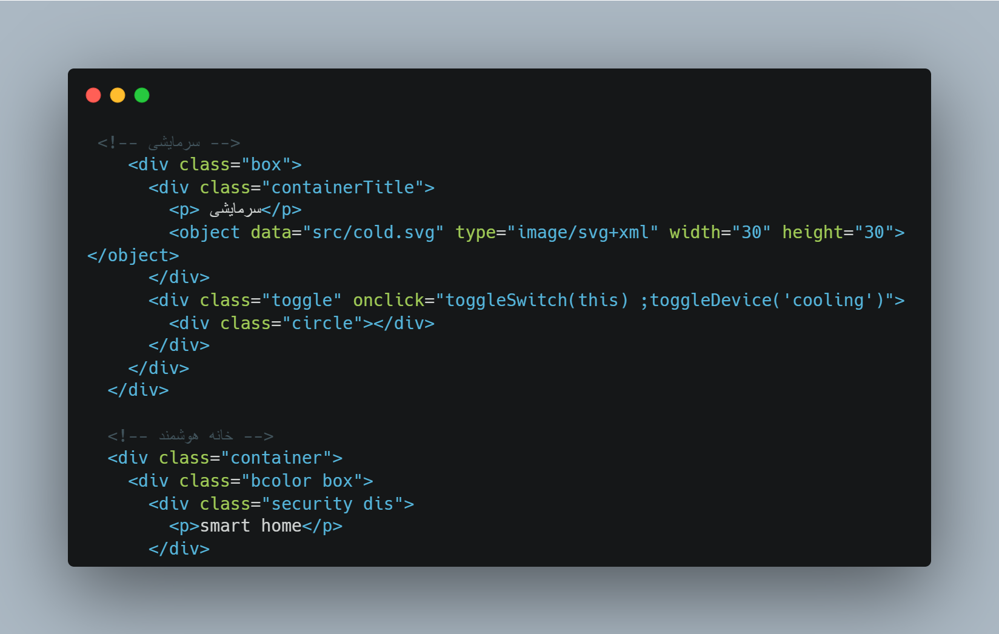 <!-- سرمایشی -->
<div class="box">
<div class="containerTitle">
<p> سرمایشی</p>
<object data="src/cold.svg" type="image/svg+xml" width="30" height="30">
</object>
</div>
<div class="toggle" onclick="toggleSwitch(this) ;toggleDevice('cooling')">
<div class="circle"></div>
</div>
</div>
</div>
<!-- خانه هوشمند -->
<div class="container">
<div class="bcolor box">
<div class="security dis">
<p>smart home</p>
</div>